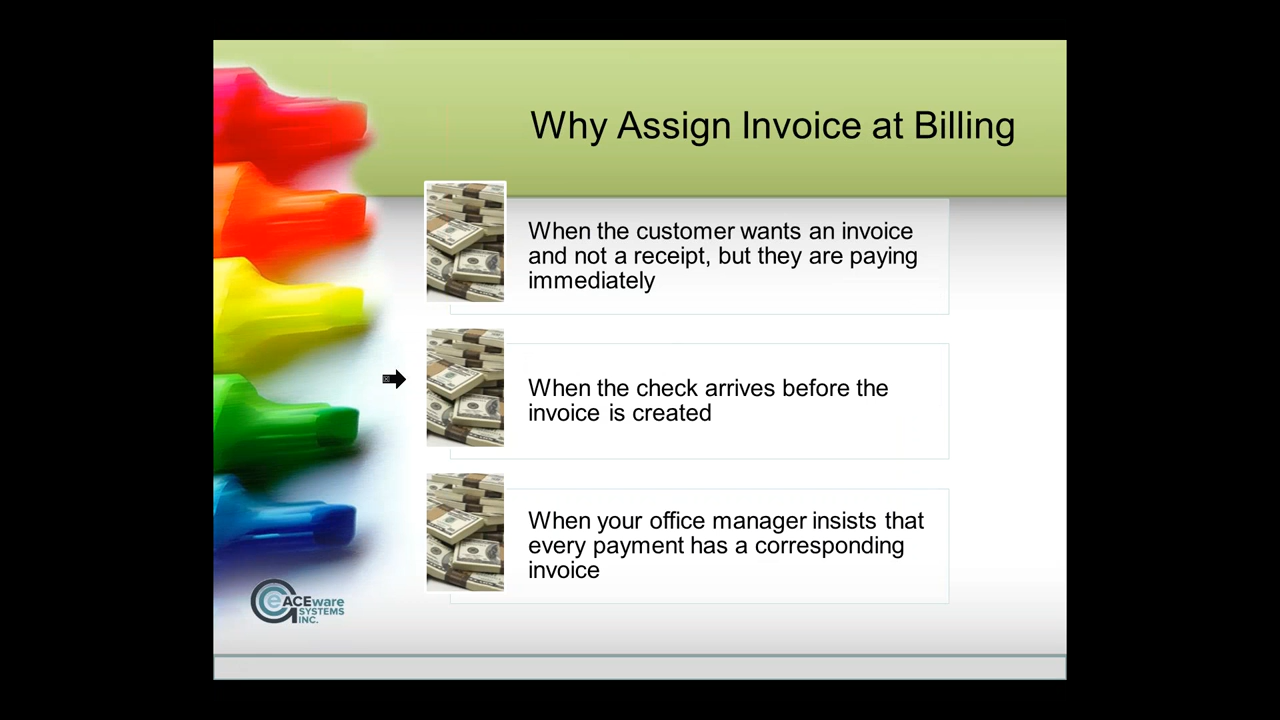 Why Assign Invoice at Billing
When the customer wants an invoice
and not a receipt, but they are paying
immediately
When the check arrives before the
invoice is created
When your office manager insists that
every payment has a corresponding
invoice
ACEware
SYSTEMS
INC.